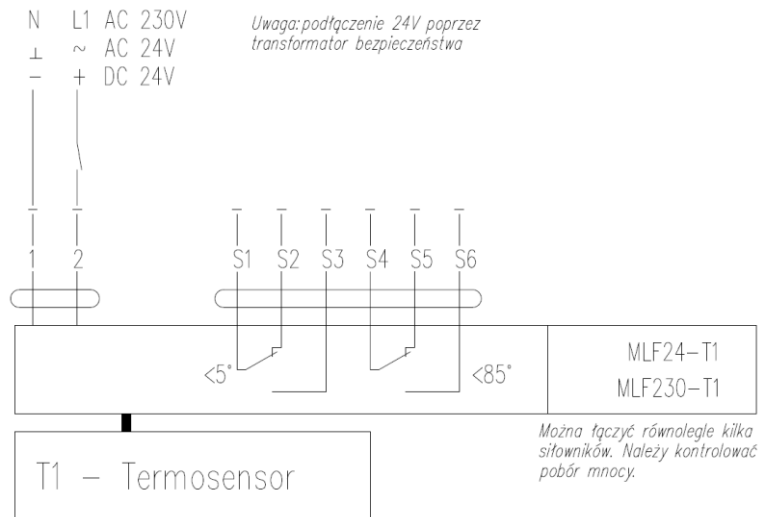 N L1 AC 230V
⊥ ~ AC 24V
− + DC 24V
Uwaga: podłączenie 24V poprzez
transformator bezpieczeństwa
1 2 S1 S2 S3 S4 S5 S6
<5° <85°
MLF24-T1
MLF230-T1
Można łączyć równolegle kilka
siłowników. Należy kontrolować
pobór mnocy.
T1 - Termosensor